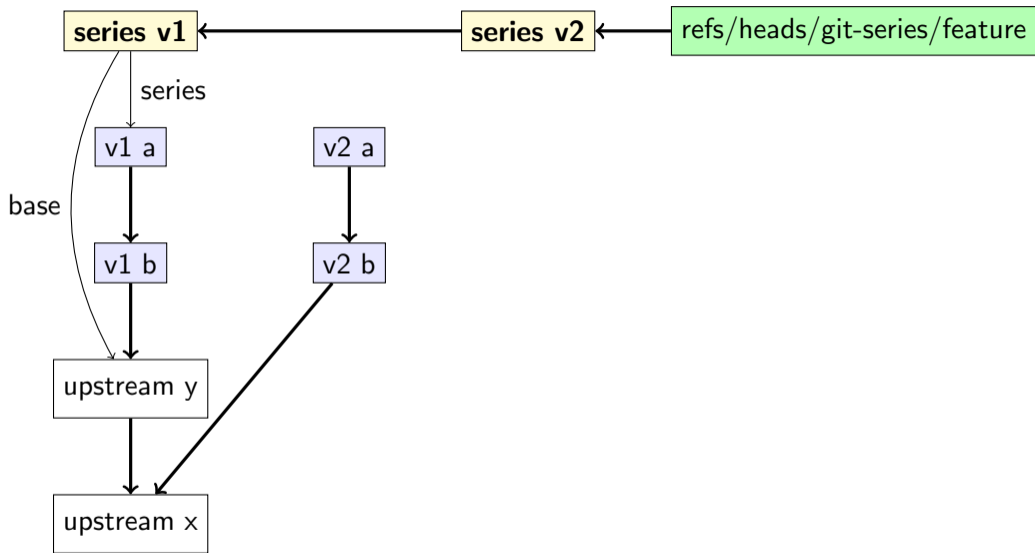 series v1
series v2
refs/heads/git-series/feature
series
v1 a
v2 a
base
v1 b
v2 b
upstream y
upstream x